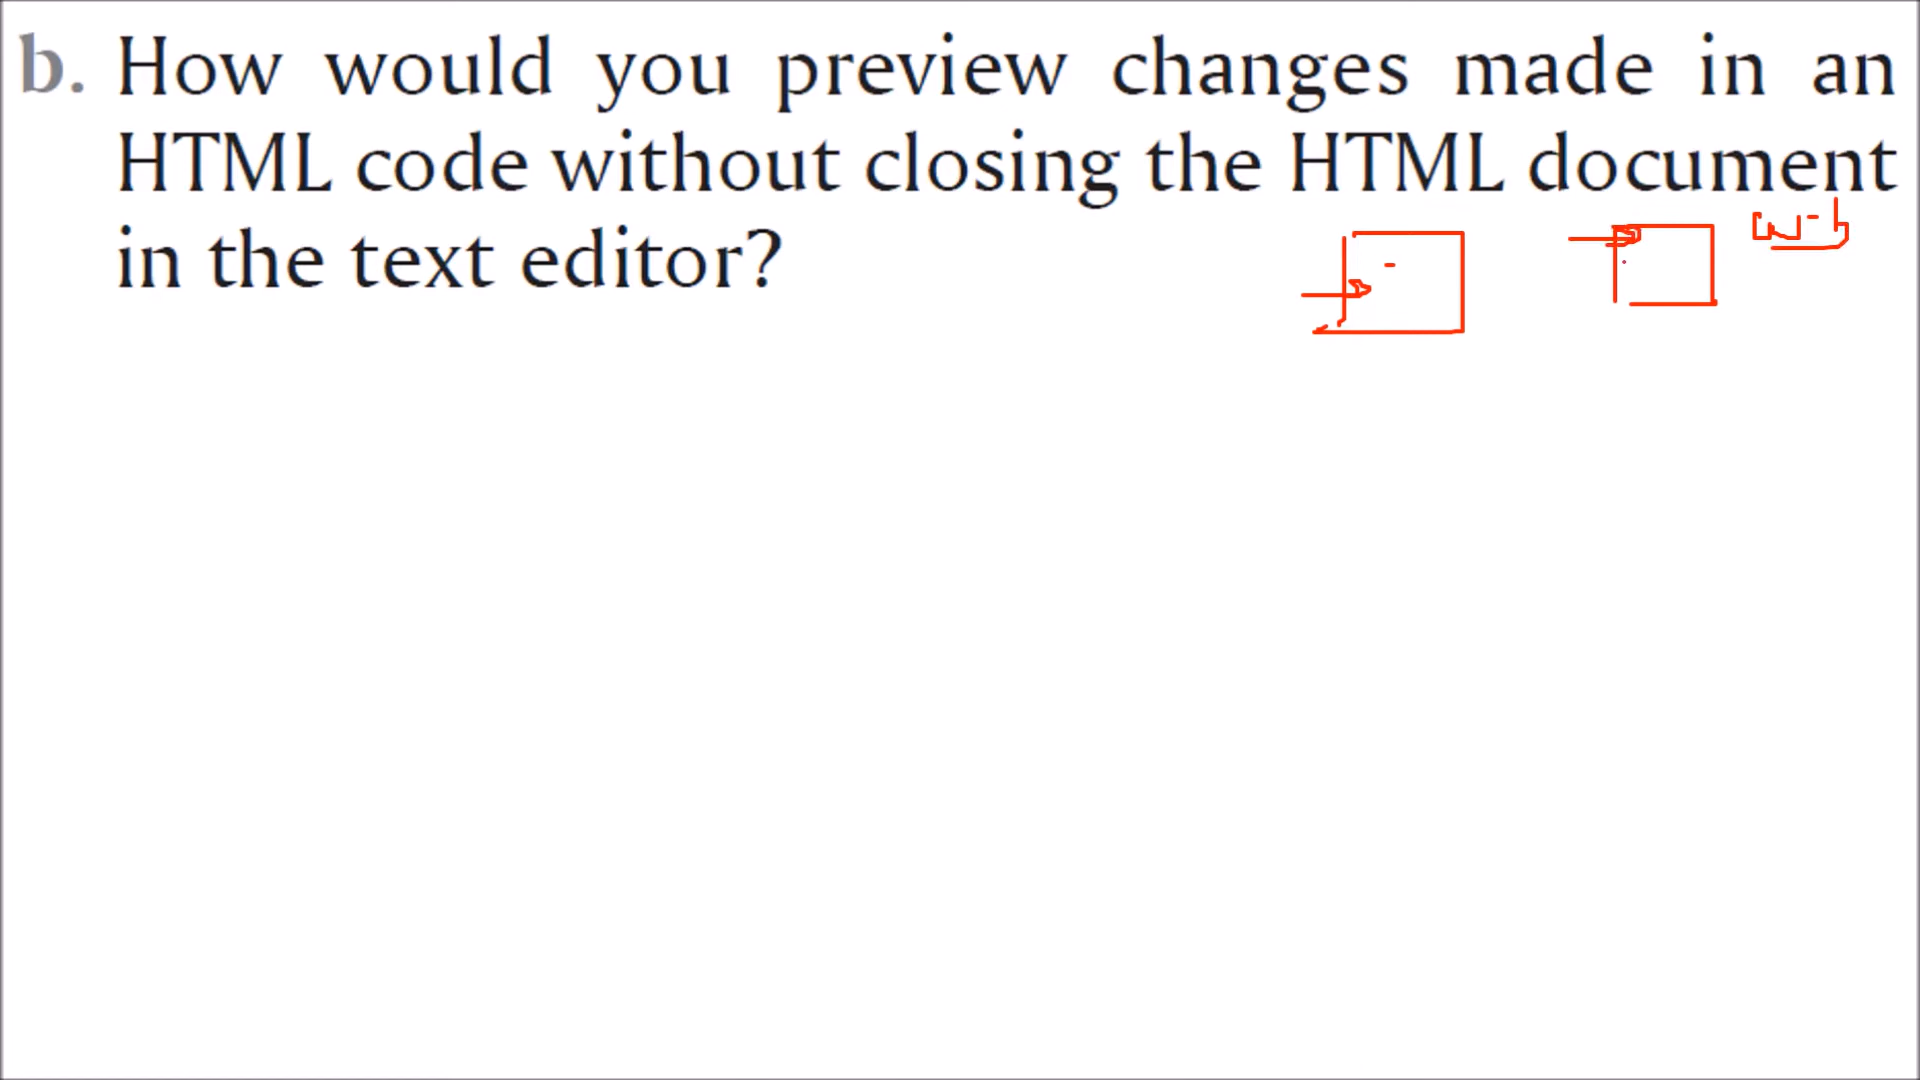 b. How would you preview changes made in an
HTML code without closing the HTML document
in the text editor?